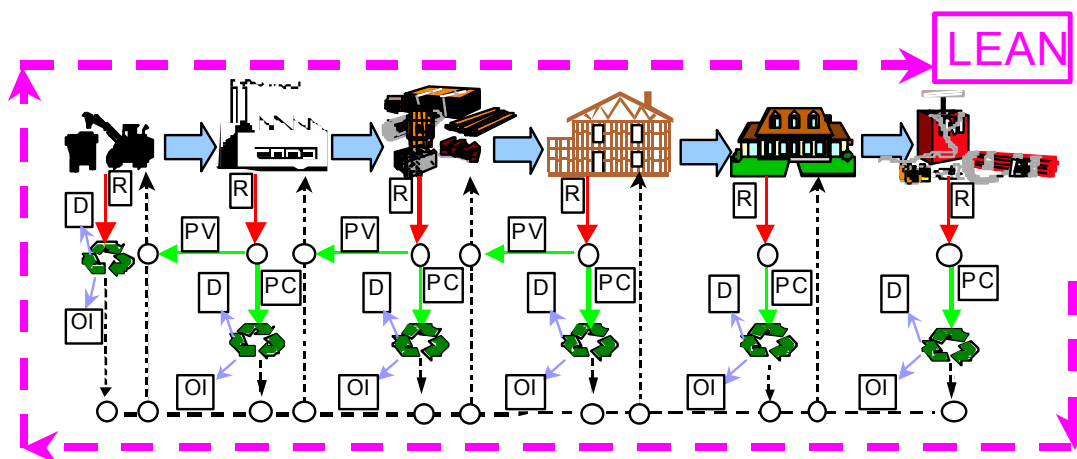 LEAN
R R R R R R
D PV PV PV
D PC D PC D PC D PC D PC
OI
OI OI OI OI OI